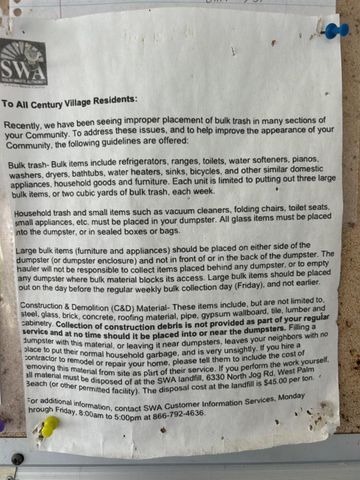 SWA
To All Century Village Residents:
Recently, we have been seeing improper placement of bulk trash in many sections of
your Community. To address these issues, and to help improve the appearance of your
Community, the following guidelines are offered:
Bulk trash- Bulk items include refrigerators, ranges, toilets, water softeners, pianos,
washers, dryers, bathtubs, water heaters, sinks, bicycles, and other similar domestic
appliances, household goods and furniture. Each unit is limited to putting out three large
bulk items, or two cubic yards of bulk trash, each week.
Household trash and small items such as vacuum cleaners, folding chairs, toilet seats,
small appliances, etc. must be placed in your dumpster. All glass items must be placed
into the dumpster, or in sealed boxes or bags.
Large bulk items (furniture and appliances) should be placed on either side of the
dumpster (or dumpster enclosure) and not in front of or in the back of the dumpster. The
hauler will not be responsible to collect items placed behind any dumpster, or to empty
any dumpster where bulk material blocks its access. Large bulk items should be placed
out on the day before the regular weekly bulk collection day (Friday), and not earlier.
Construction & Demolition (C&D) Material- These items include, but are not limited to,
steel, glass, brick, concrete, roofing material, pipe, gypsum wallboard, tile, lumber and
cabinetry. Collection of construction debris is not provided as part of your regular
service and at no time should it be placed into or near the dumpsters. Filling a
dumpster with this material, or leaving it near dumpsters, leaves your neighbors with no
place to put their normal household garbage, and is very unsightly. If you hire a
contractor to remodel or repair your home, please tell them to include the cost of
removing this material from site as part of their service. If you perform the work yourself,
all material must be disposed of at the SWA landfill, 6330 North Jog Rd, West Palm
Beach (or other permitted facility). The disposal cost at the landfill is $45.00 per ton.
For additional information, contact SWA Customer Information Services, Monday
through Friday, 8:00am to 5:00pm at 866-792-4636.